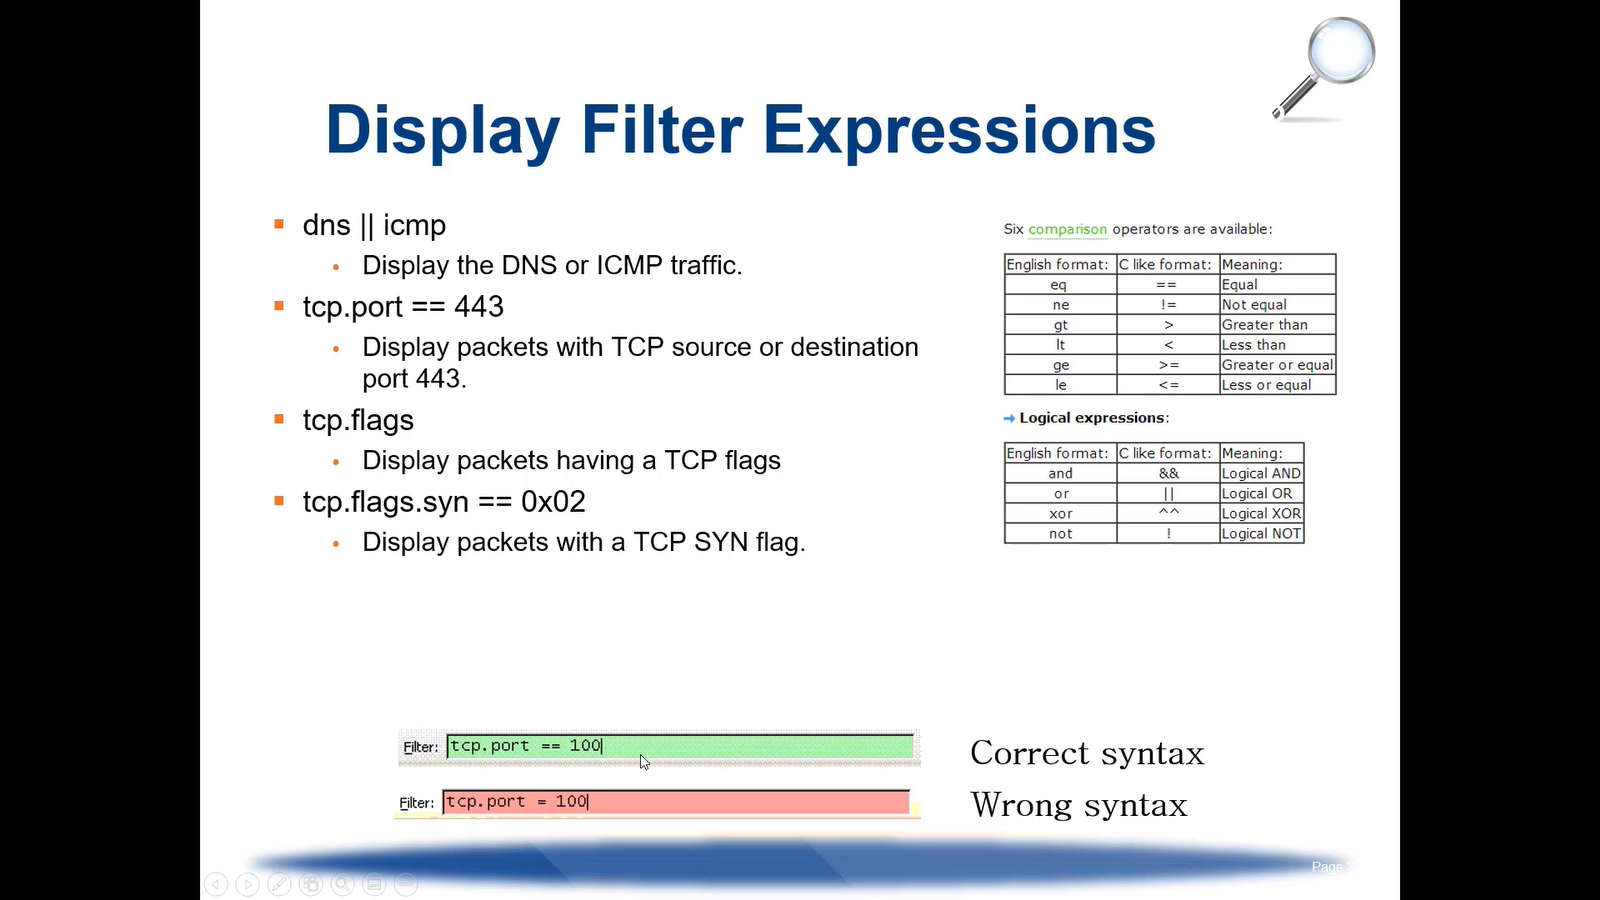 Display Filter Expressions
dns || icmp
Display the DNS or ICMP traffic.
tcp.port == 443
Display packets with TCP source or destination
port 443.
tcp.flags
Display packets having a TCP flags
tcp.flags.syn == 0x02
Display packets with a TCP SYN flag.
Six comparison operators are available:
English format: C like format: Meaning:
eq == Equal
ne != Not equal
gt > Greater than
lt < Less than
ge >= Greater or equal
le <= Less or equal
Logical expressions:
English format: C like format: Meaning:
and && Logical AND
or || Logical OR
xor ^^ Logical XOR
not ! Logical NOT
Filter: tcp.port == 100
Correct syntax
Filter: tcp.port = 100
Wrong syntax
Page